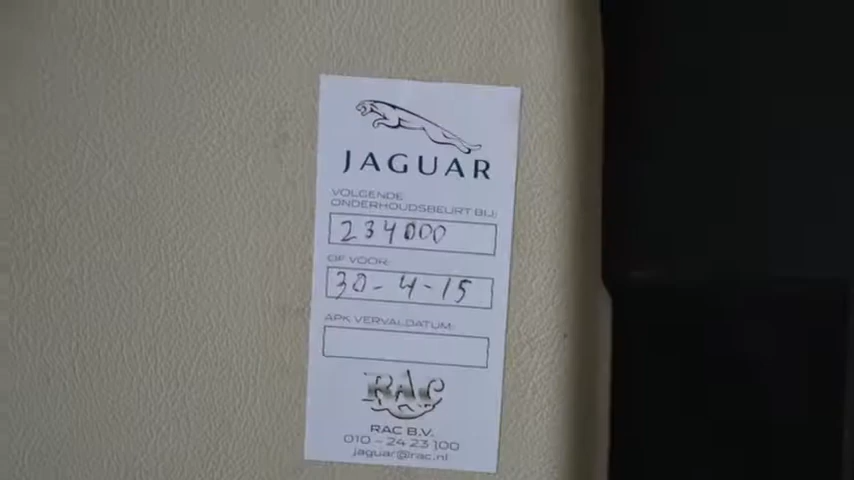 JAGUAR
VOLGENDE
ONDERHOUDSBEURT BIJ:
234000
OF VOOR:
30-4-15
APK VERVALDATUM:
RAC
RAC B.V.
010 - 24 23 100
jaguar@rac.nl